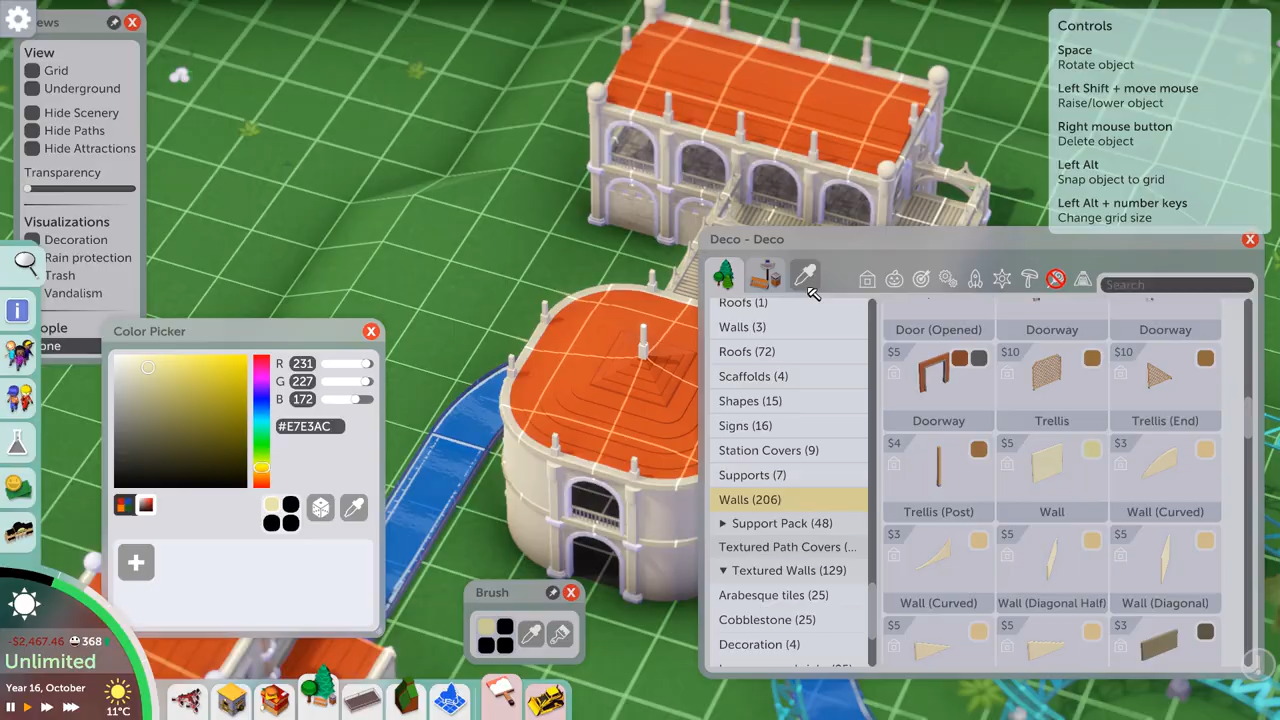 ews
View
Grid
Underground
Hide Scenery
Hide Paths
Hide Attractions
Transparency
Visualizations
Decoration
Rain protection
Trash
Vandalism
eople
one
Controls
Space
Rotate object
Left Shift + move mouse
Raise/lower object
Right mouse button
Delete object
Left Alt
Snap object to grid
Left Alt + number keys
Change grid size
Deco - Deco
Search
Roofs (1)
Walls (3)
Roofs (72)
Scaffolds (4)
Shapes (15)
Signs (16)
Station Covers (9)
Supports (7)
Walls (206)
Support Pack (48)
Textured Path Covers (...
Textured Walls (129)
Arabesque tiles (25)
Cobblestone (25)
Decoration (4)
Door (Opened) Doorway Doorway
$5 $10 $10
Doorway Trellis Trellis (End)
$4 $5 $3
Trellis (Post) Wall Wall (Curved)
$3 $5 $5
Wall (Curved) Wall (Diagonal Half) Wall (Diagonal)
$5 $5 $3
Color Picker
R 231
G 227
B 172
#E7E3AC
Brush
-$2,467.46 368
Unlimited
Year 16, October
11°C